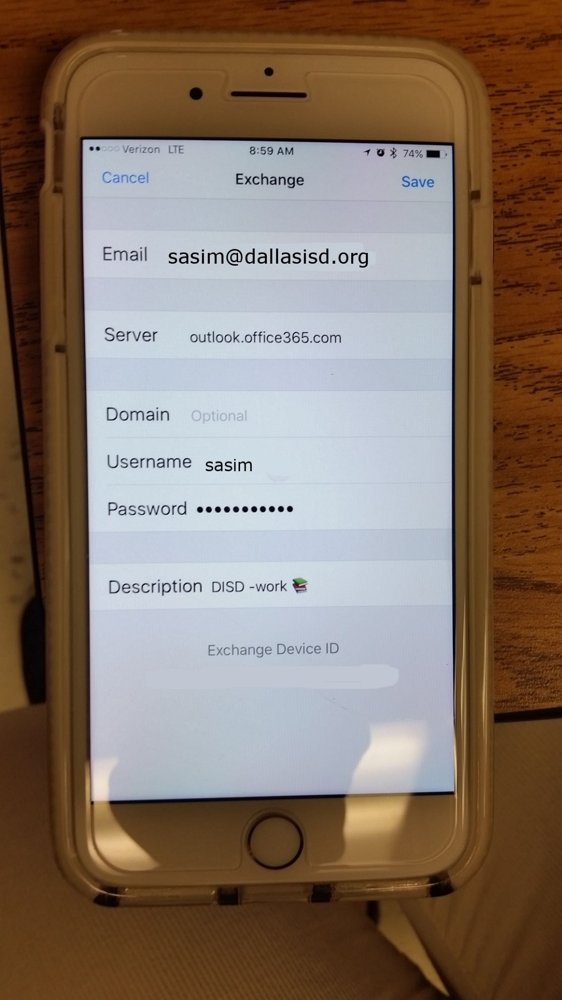 Verizon LTE 8:59 AM 74%
Cancel Exchange Save
Email sasim@dallasisd.org
Server outlook.office365.com
Domain Optional
Username sasim
Password •••••••••••
Description DISD -work 📚
Exchange Device ID